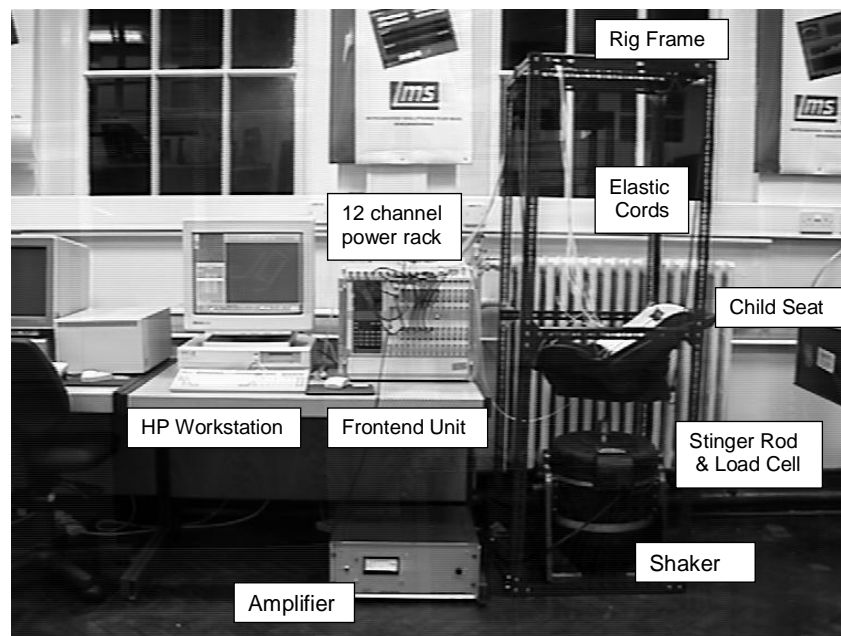 Rig Frame
lms
Elastic
Cords
12 channel
power rack
Child Seat
HP Workstation
Frontend Unit
Stinger Rod
& Load Cell
Shaker
Amplifier